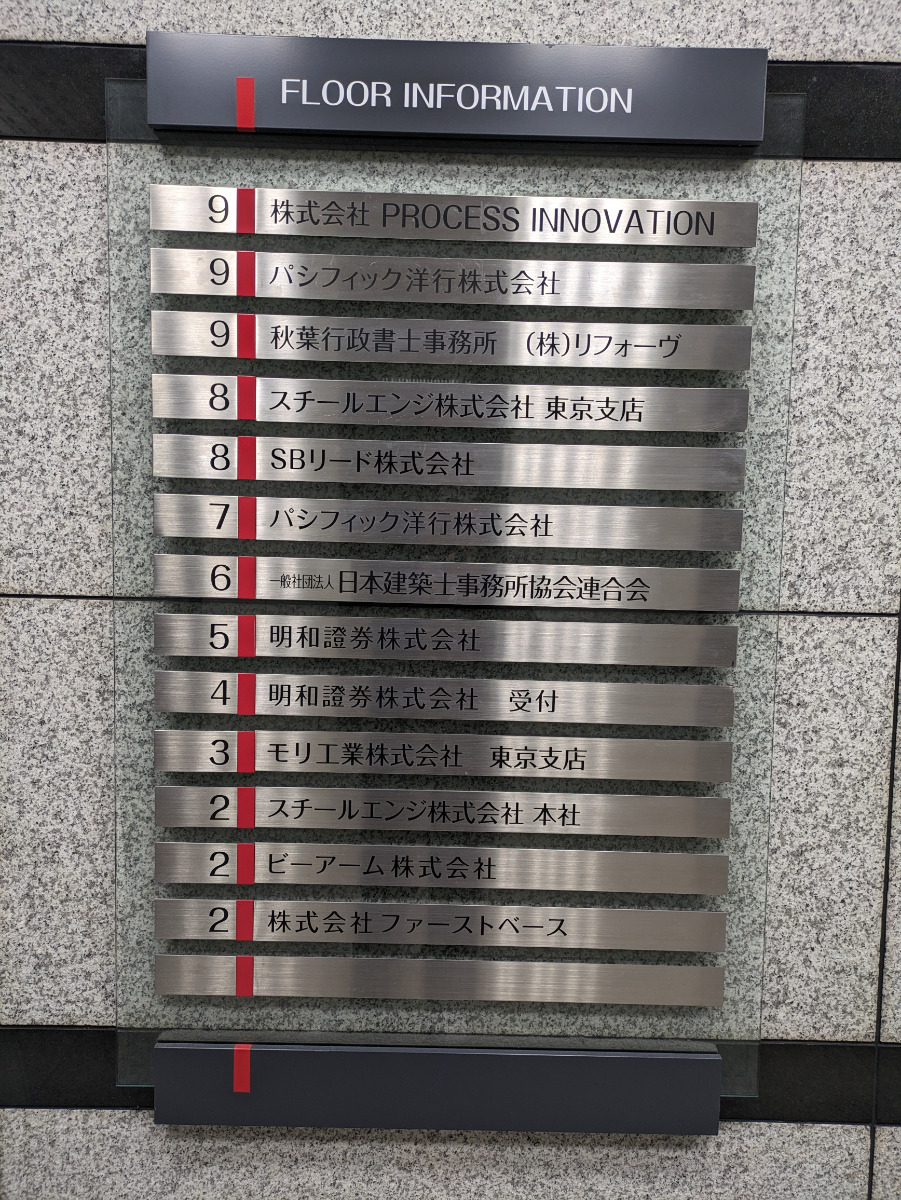 FLOOR INFORMATION
9 株式会社 PROCESS INNOVATION
9 パシフィック洋行株式会社
9 秋葉行政書士事務所 (株)リフォーヴ
8 スチールエンジ株式会社 東京支店
8 SBリード株式会社
7 パシフィック洋行株式会社
6 一般社団法人 日本建築士事務所協会連合会
5 明和證券株式会社
4 明和證券株式会社 受付
3 モリ工業株式会社 東京支店
2 スチールエンジ株式会社 本社
2 ビーアーム株式会社
2 株式会社ファーストベース